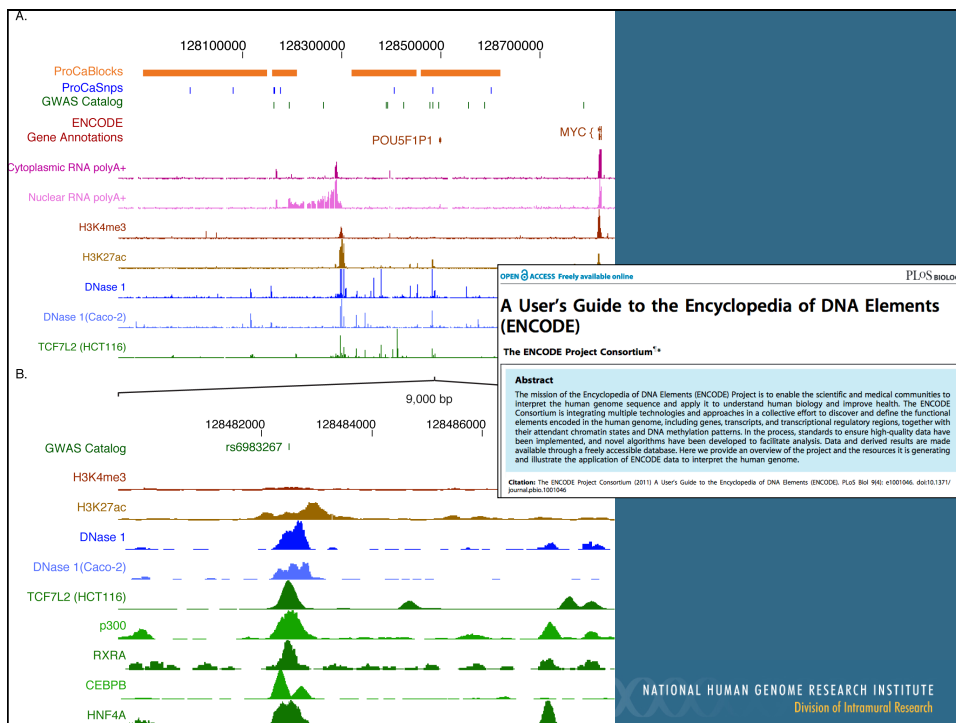 A.
128100000 128300000 128500000 128700000
ProCaBlocks
ProCaSnps
GWAS Catalog
ENCODE
Gene Annotations
POU5F1P1
MYC {
Cytoplasmic RNA polyA+
Nuclear RNA polyA+
H3K4me3
H3K27ac
DNase 1
DNase 1(Caco-2)
TCF7L2 (HCT116)
OPEN ACCESS Freely available online
PLoS BIOLO
A User's Guide to the Encyclopedia of DNA Elements
(ENCODE)
The ENCODE Project Consortium¶*
Abstract
The mission of the Encyclopedia of DNA Elements (ENCODE) Project is to enable the scientific and medical communities to
interpret the human genome sequence and apply it to understand human biology and improve health. The ENCODE
Consortium is integrating multiple technologies and approaches in a collective effort to discover and define the functional
elements encoded in the human genome, including genes, transcripts, and transcriptional regulatory regions, together with
their attendant chromatin states and DNA methylation patterns. In the process, standards to ensure high-quality data have
been implemented, and novel algorithms have been developed to facilitate analysis. Data and derived results are made
available through a freely accessible database. Here we provide an overview of the project and the resources it is generating
and illustrate the application of ENCODE data to interpret the human genome.
Citation: The ENCODE Project Consortium (2011) A User's Guide to the Encyclopedia of DNA Elements (ENCODE). PLoS Biol 9(4): e1001046. doi:10.1371/
journal.pbio.1001046
B.
9,000 bp
128482000 128484000 128486000
rs6983267
GWAS Catalog
H3K4me3
H3K27ac
DNase 1
DNase 1(Caco-2)
TCF7L2 (HCT116)
p300
RXRA
CEBPB
HNF4A
NATIONAL HUMAN GENOME RESEARCH INSTITUTE
Division of Intramural Research